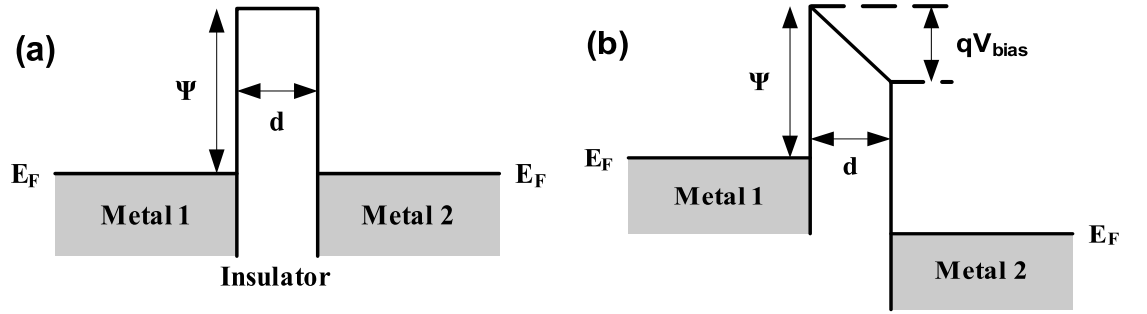 (a)
Ψ
d
E_F
E_F
Metal 1
Metal 2
Insulator
(b)
qV_bias
Ψ
d
E_F
Metal 1
E_F
Metal 2